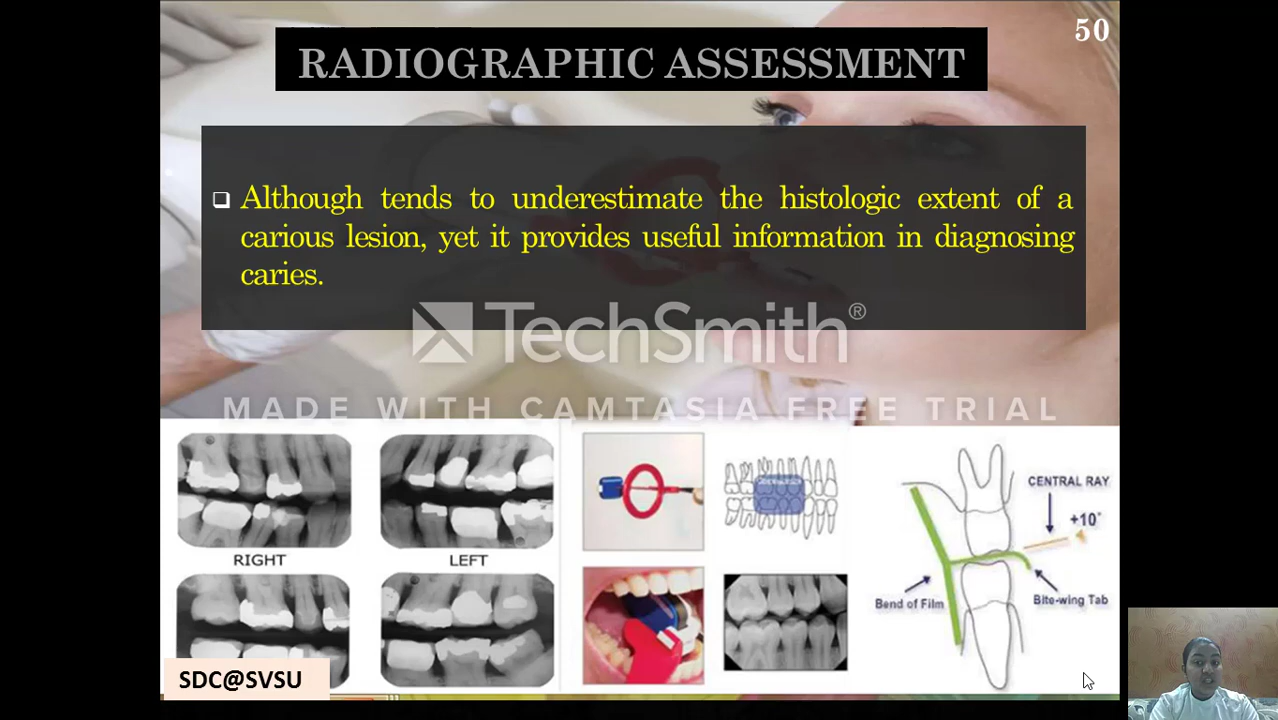 50
RADIOGRAPHIC ASSESSMENT
Although tends to underestimate the histologic extent of a
carious lesion, yet it provides useful information in diagnosing
caries.
TechSmith®
MADE WITH CAMTASIA FREE TRIAL
RIGHT
LEFT
CENTRAL RAY
+10°
Bend of Film
Bite-wing Tab
SDC@SVSU